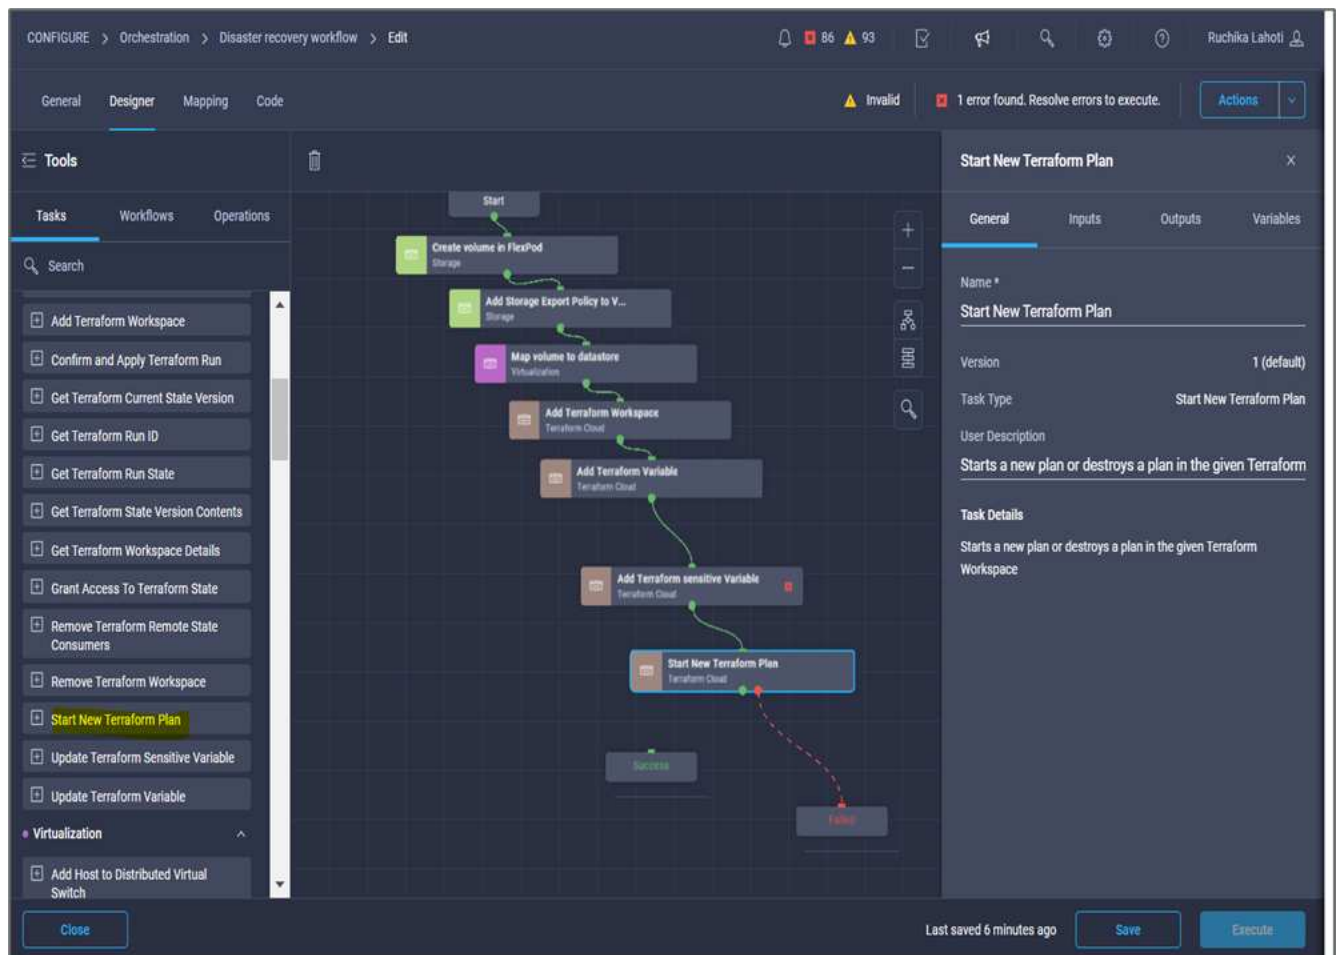 CONFIGURE > Orchestration > Disaster recovery workflow > Edit
86 93
Ruchika Lahoti
General Designer Mapping Code
Invalid
1 error found. Resolve errors to execute.
Actions
Tools
Tasks Workflows Operations
Search
Add Terraform Workspace
Confirm and Apply Terraform Run
Get Terraform Current State Version
Get Terraform Run ID
Get Terraform Run State
Get Terraform State Version Contents
Get Terraform Workspace Details
Grant Access To Terraform State
Remove Terraform Remote State
Consumers
Remove Terraform Workspace
Start New Terraform Plan
Update Terraform Sensitive Variable
Update Terraform Variable
Virtualization
Add Host to Distributed Virtual
Switch
Start
Create volume in FlexPod
Storage
Add Storage Export Policy to V...
Storage
Map volume to datastore
Virtualization
Add Terraform Workspace
Terraform Cloud
Add Terraform Variable
Terraform Cloud
Add Terraform sensitive Variable
Terraform Cloud
Start New Terraform Plan
Terraform Cloud
Success
Failed
Start New Terraform Plan
General Inputs Outputs Variables
Name *
Start New Terraform Plan
Version 1 (default)
Task Type Start New Terraform Plan
User Description
Starts a new plan or destroys a plan in the given Terraform
Task Details
Starts a new plan or destroys a plan in the given Terraform
Workspace
Close
Last saved 6 minutes ago
Save
Execute